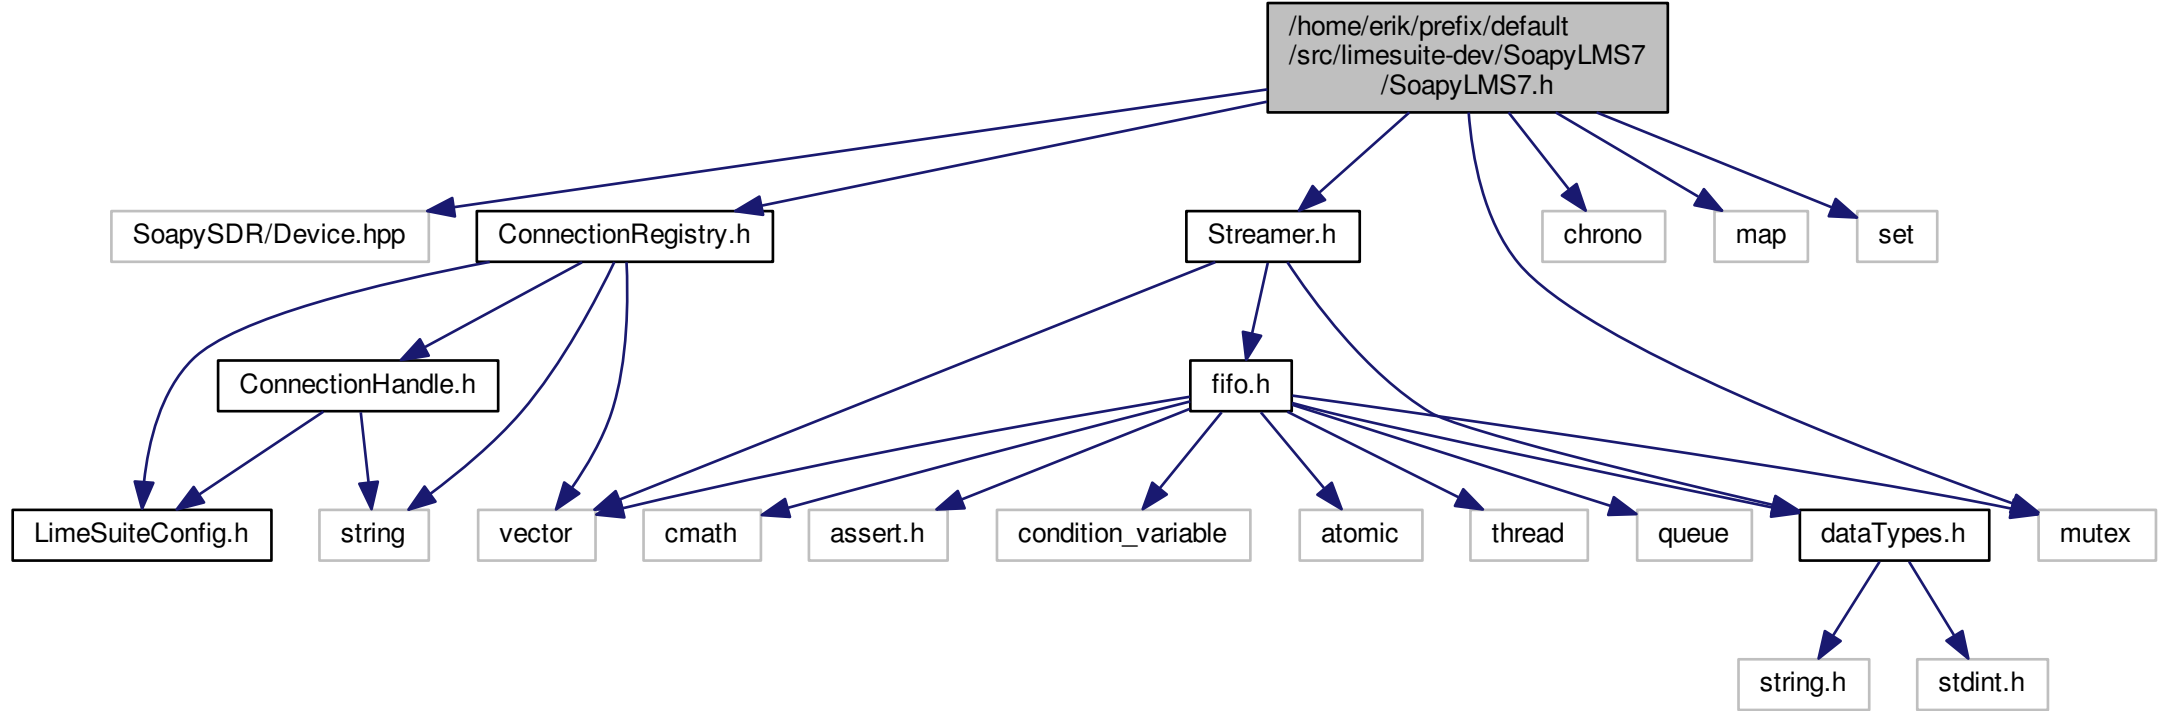 /home/erik/prefix/default
/src/limesuite-dev/SoapyLMS7
/SoapyLMS7.h
SoapySDR/Device.hpp
ConnectionRegistry.h
Streamer.h
chrono
map
set
ConnectionHandle.h
fifo.h
LimeSuiteConfig.h
string
vector
cmath
assert.h
condition_variable
atomic
thread
queue
dataTypes.h
mutex
string.h
stdint.h